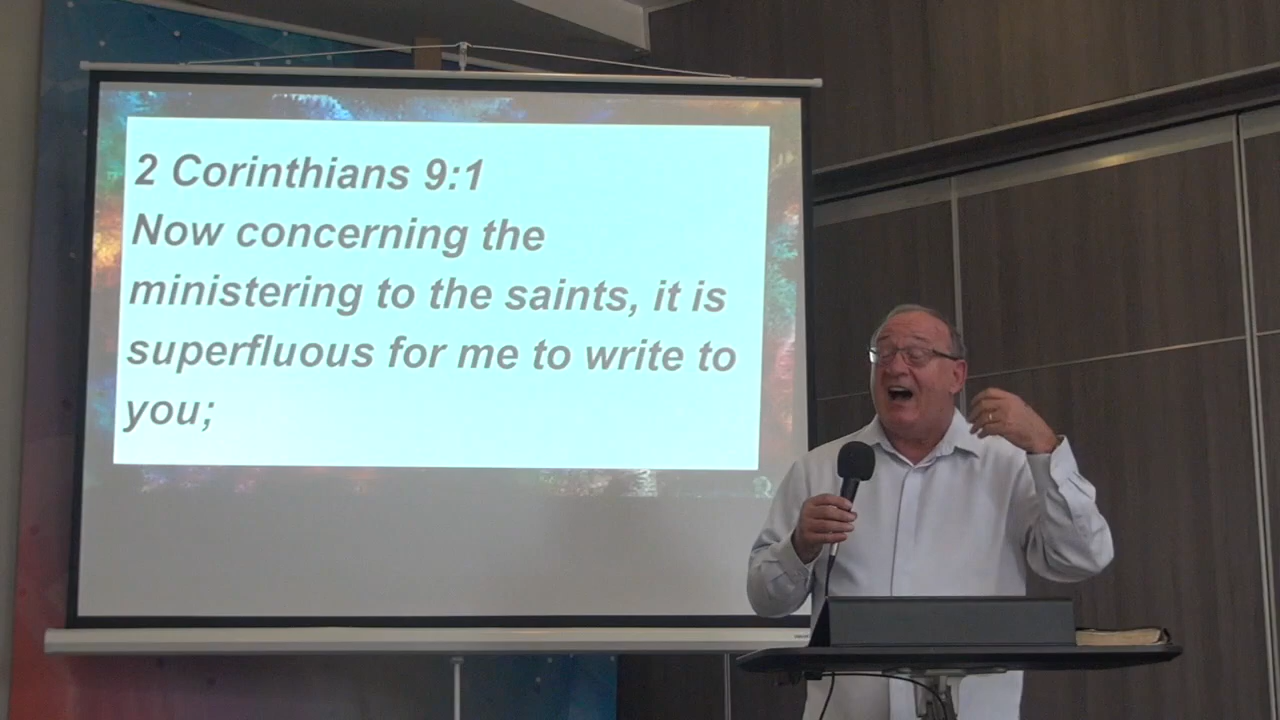 2 Corinthians 9:1
Now concerning the
ministering to the saints, it is
superfluous for me to write to
you;